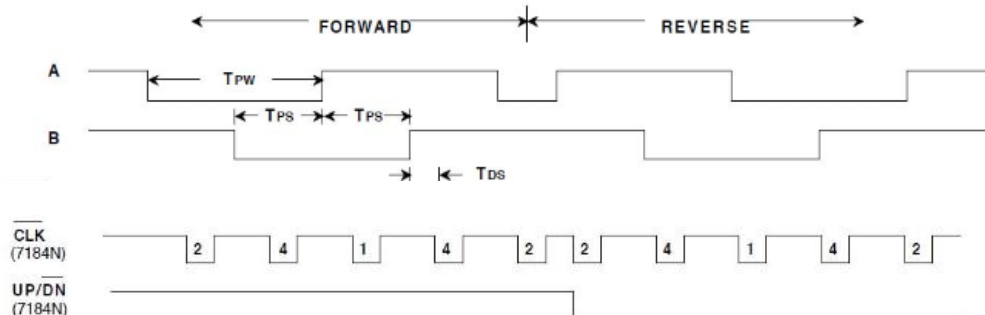 FORWARD REVERSE
A
TPW
TPS TPS
B
TDS
CLK
(7184N)
2 4 1 4 2 2 4 1 4 2
UP/DN
(7184N)